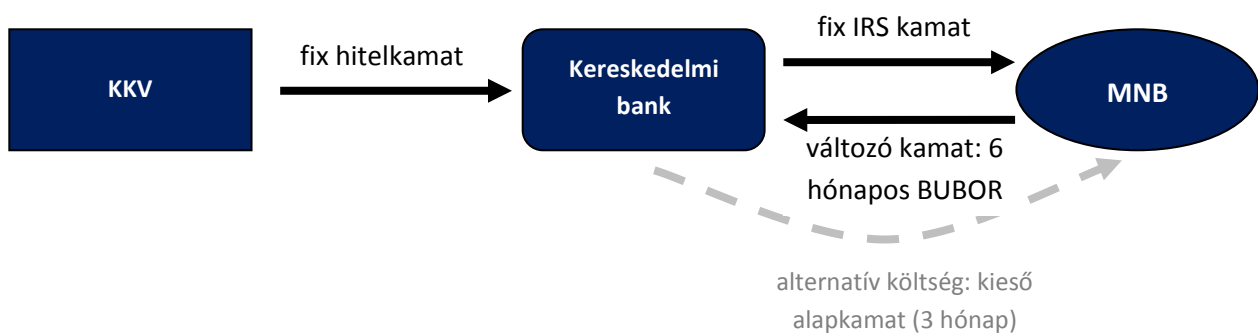 KKV
fix hitelkamat
Kereskedelmi
bank
fix IRS kamat
MNB
változó kamat: 6
hónapos BUBOR
alternatív költség: kieső
alapkamat (3 hónap)